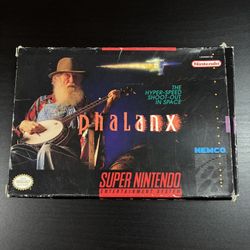 Nintendo
THE
HYPER-SPEED
SHOOT-OUT
IN SPACE
phalanx
KEMCO
SUPER NINTENDO
ENTERTAINMENT SYSTEM